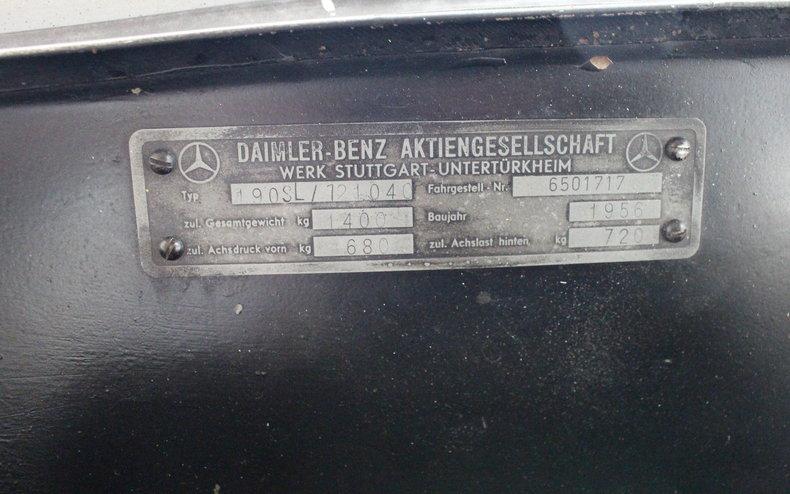 DAIMLER-BENZ AKTIENGESELLSCHAFT
WERK STUTTGART-UNTERTÜRKHEIM
Typ 190SL/121040 Fahrgestell-Nr. 6501717
zul. Gesamtgewicht kg 1400 Baujahr 1956
zul. Achsdruck vorn kg 680 zul. Achslast hinten kg 720